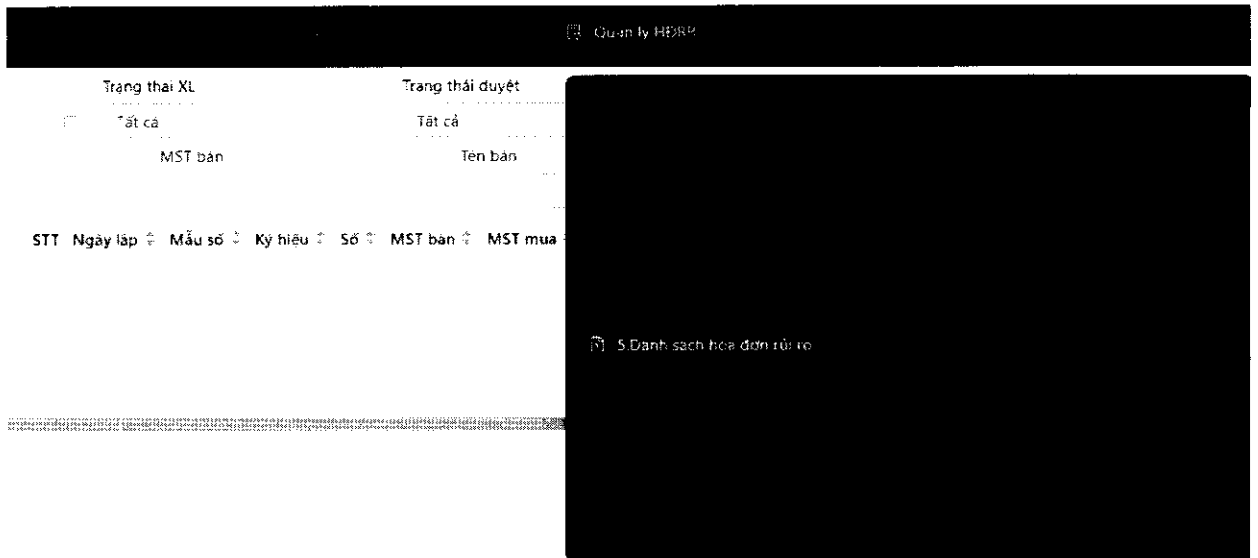 Quản lý HĐRR
Trạng thái XL Trạng thái duyệt
Tất cả Tất cả
MST bán Tên bán
STT Ngày lập Mẫu số Ký hiệu Số MST bán MST mua
5.Danh sách hóa đơn rủi ro